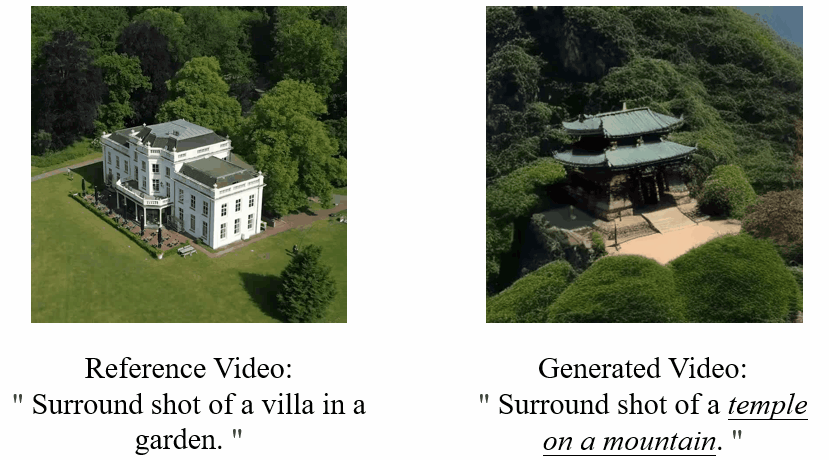 Reference Video:
" Surround shot of a villa in a
garden. "
Generated Video:
" Surround shot of a temple
on a mountain. "